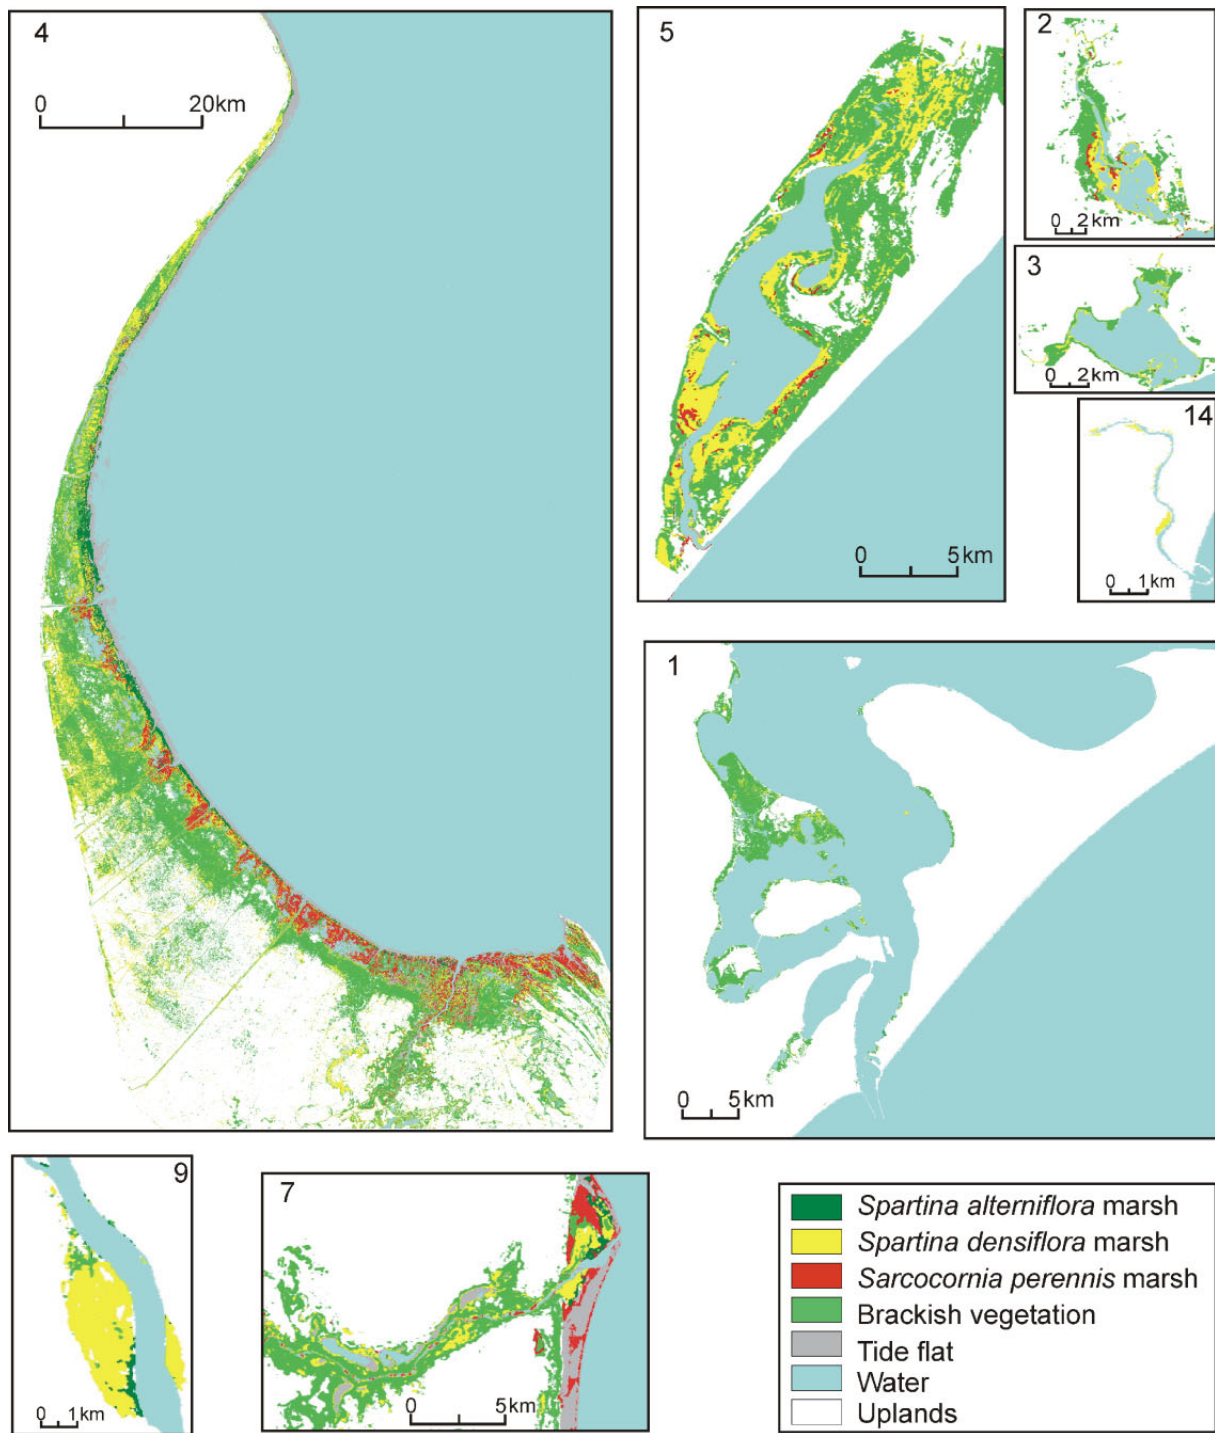 4
0 20km
5
0 5km
2
0 2km
3
0 2km
14
0 1km
1
0 5km
9
0 1km
7
0 5km
Spartina alterniflora marsh
Spartina densiflora marsh
Sarcocornia perennis marsh
Brackish vegetation
Tide flat
Water
Uplands